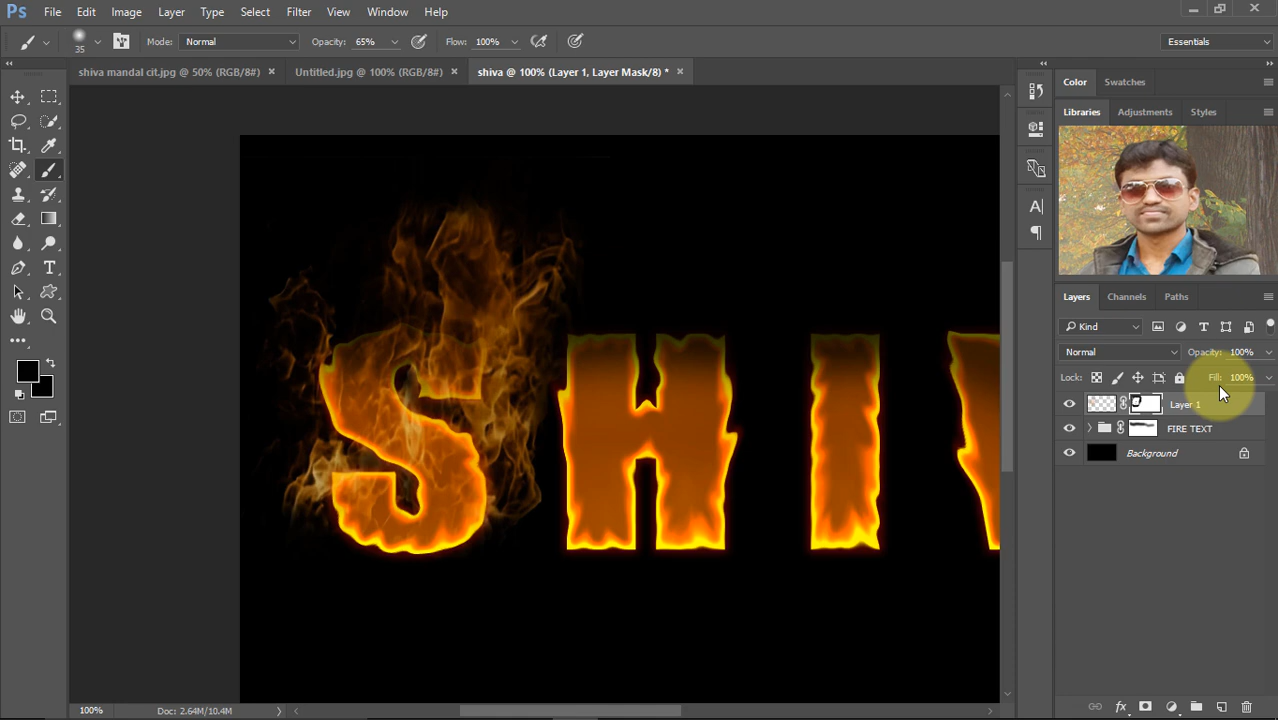 Ps File Edit Image Layer Type Select Filter View Window Help
35 Mode: Normal Opacity: 65% Flow: 100% Essentials
shiva mandal cit.jpg @ 50% (RGB/8#) Untitled.jpg @ 100% (RGB/8#) shiva @ 100% (Layer 1, Layer Mask/8) *
Color Swatches
Libraries Adjustments Styles
SHI
Layers Channels Paths
Kind
Normal Opacity: 100%
Lock: Fill: 100%
Layer 1
FIRE TEXT
Background
100% Doc: 2.64M/10.4M